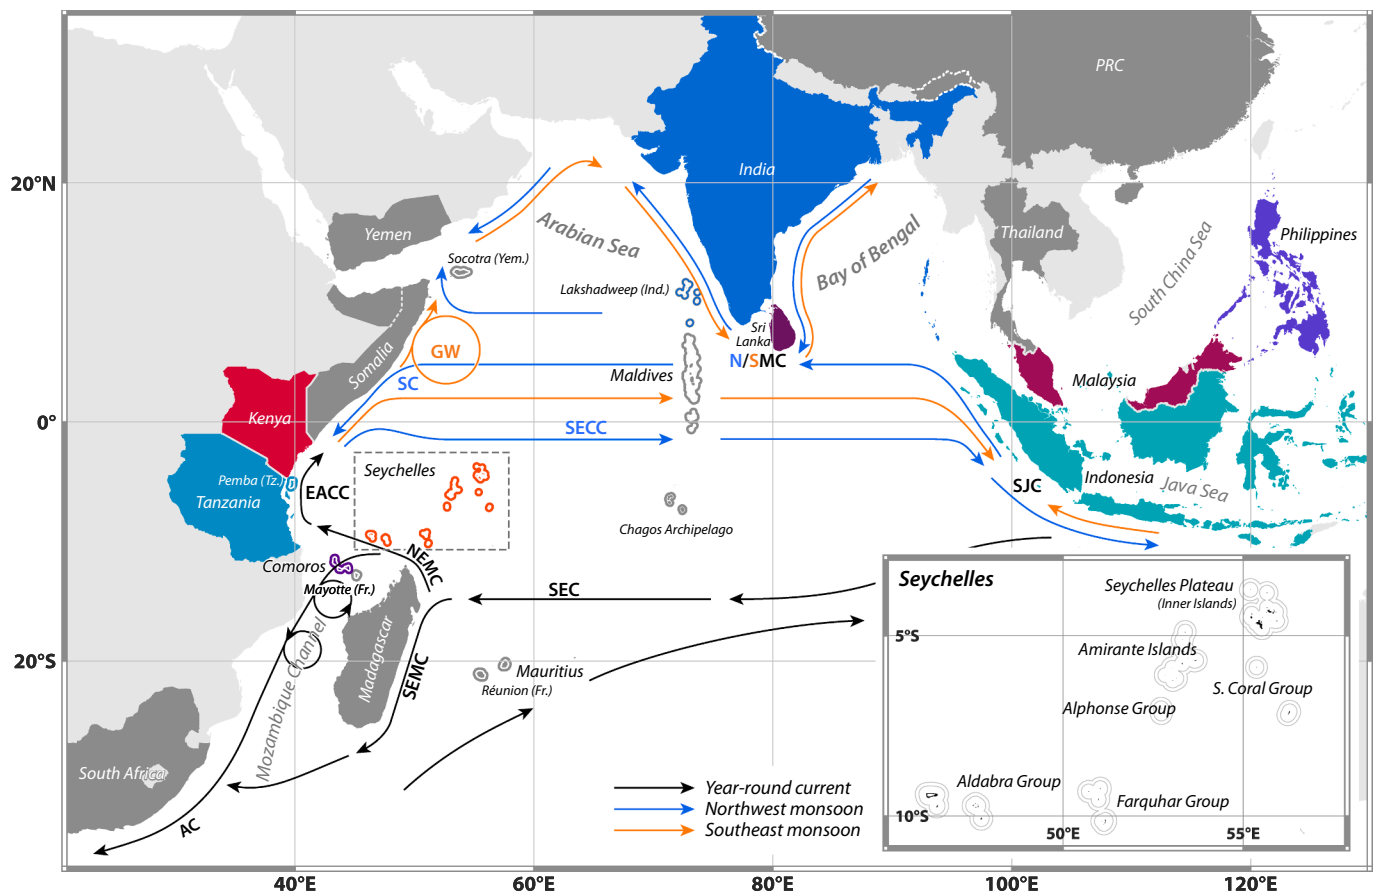 PRC
20°N
India
Yemen
Arabian Sea
Bay of Bengal
Thailand
South China Sea
Philippines
Socotra (Yem.)
Lakshadweep (Ind.)
Somalia
GW
Sri
Lanka
N/SMC
SC
Maldives
Malaysia
Kenya
0°
SECC
Seychelles
Pemba (Tz.)
Tanzania
EACC
Indonesia
SJC
Java Sea
Chagos Archipelago
NEMC
Comoros
Mayotte (Fr.)
SEC
Mozambique Channel
Madagascar
SEMC
20°S
Mauritius
Réunion (Fr.)
South Africa
AC
Year-round current
Northwest monsoon
Southeast monsoon
Seychelles
Seychelles Plateau
(Inner Islands)
5°S
Amirante Islands
S. Coral Group
Alphonse Group
Aldabra Group
Farquhar Group
10°S
50°E
55°E
40°E
60°E
80°E
100°E
120°E